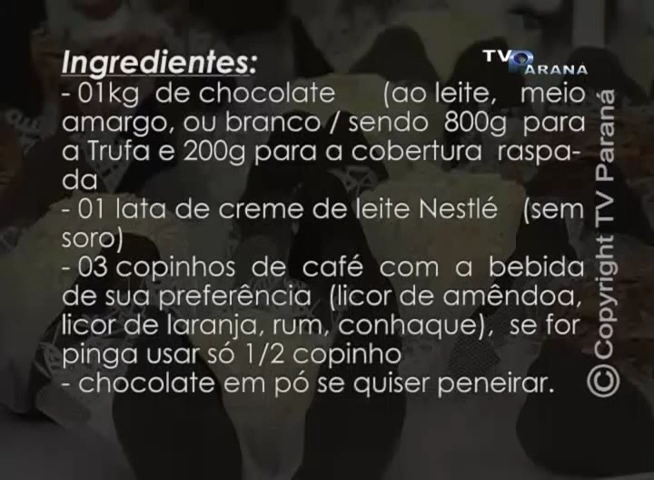 Ingredientes:
TV PARANÁ
- 01kg de chocolate (ao leite, meio
amargo, ou branco / sendo 800g para
a Trufa e 200g para a cobertura raspa-
da
- 01 lata de creme de leite Nestlé (sem
soro)
- 03 copinhos de café com a bebida
de sua preferência (licor de amêndoa,
licor de laranja, rum, conhaque), se for
pinga usar só 1/2 copinho
- chocolate em pó se quiser peneirar.
© Copyright TV Paraná